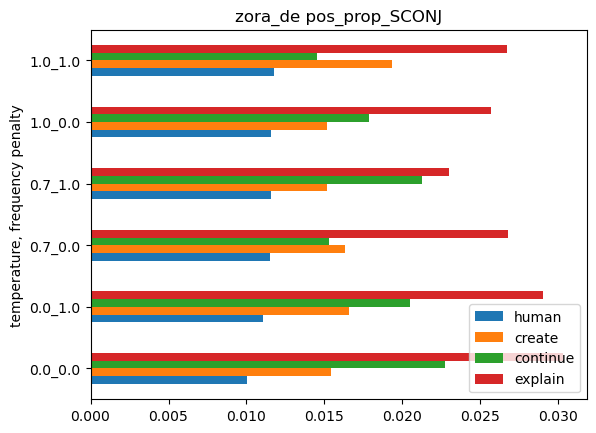 zora_de pos_prop_SCONJ
temperature, frequency penalty
1.0_1.0
1.0_0.0
0.7_1.0
0.7_0.0
0.0_1.0
0.0_0.0
human
create
continue
explain
0.000 0.005 0.010 0.015 0.020 0.025 0.030